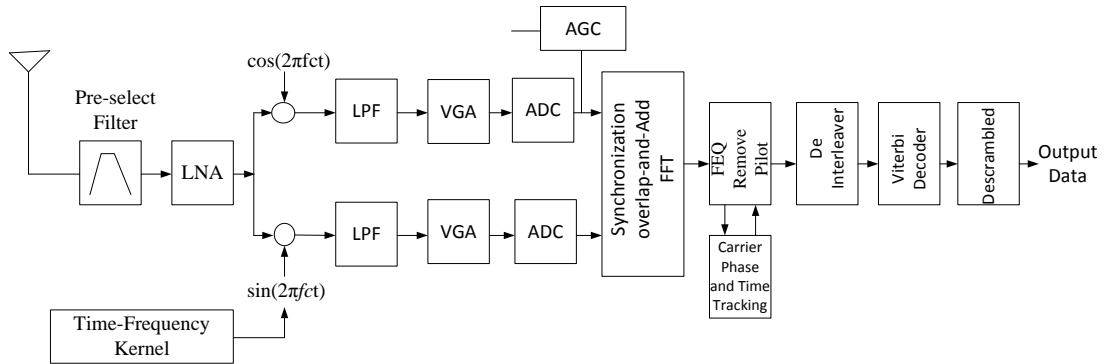 AGC
cos(2πfct)
Pre-select
Filter
LNA
LPF
VGA
ADC
LPF
VGA
ADC
sin(2πfct)
Time-Frequency
Kernel
Synchronization
overlap-and-Add
FFT
FEQ
Remove
Pilot
Carrier
Phase
and Time
Tracking
De
Interleaver
Viterbi
Decoder
Descrambled
Output
Data